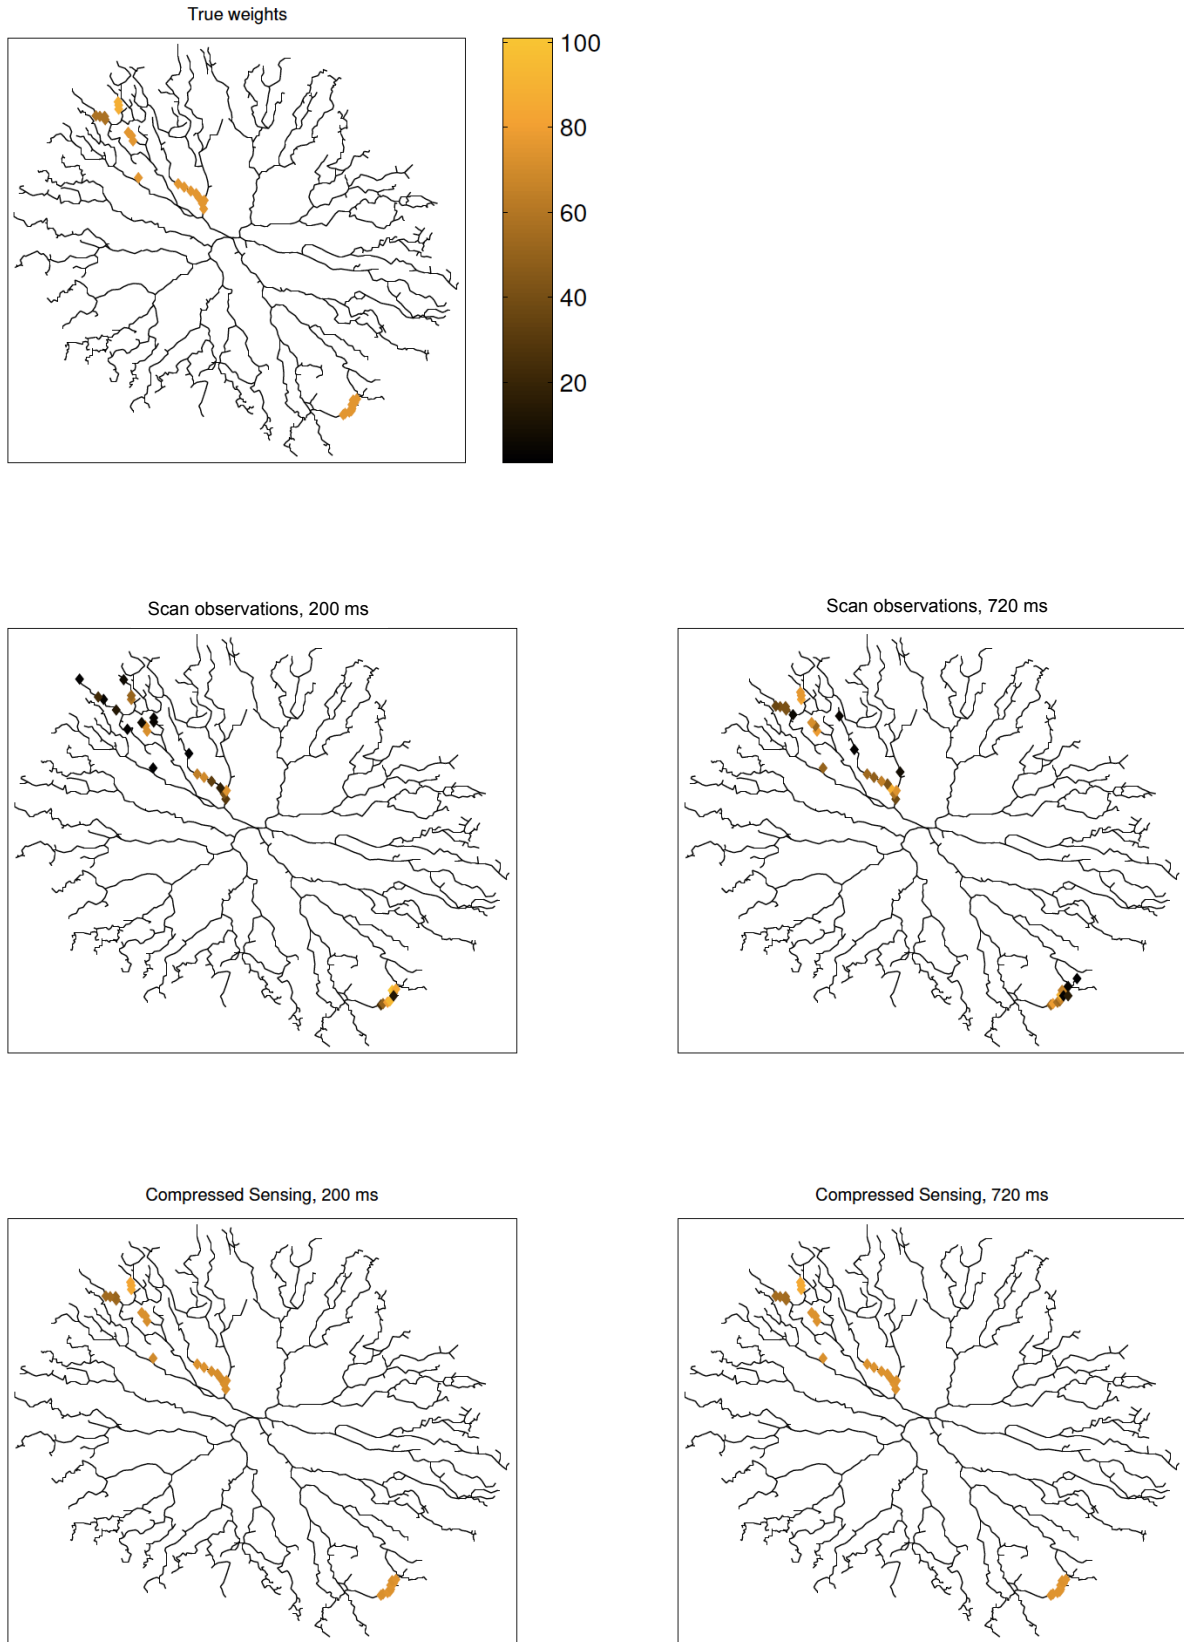 True weights
100
80
60
40
20
Scan observations, 200 ms
Scan observations, 720 ms
Compressed Sensing, 200 ms
Compressed Sensing, 720 ms